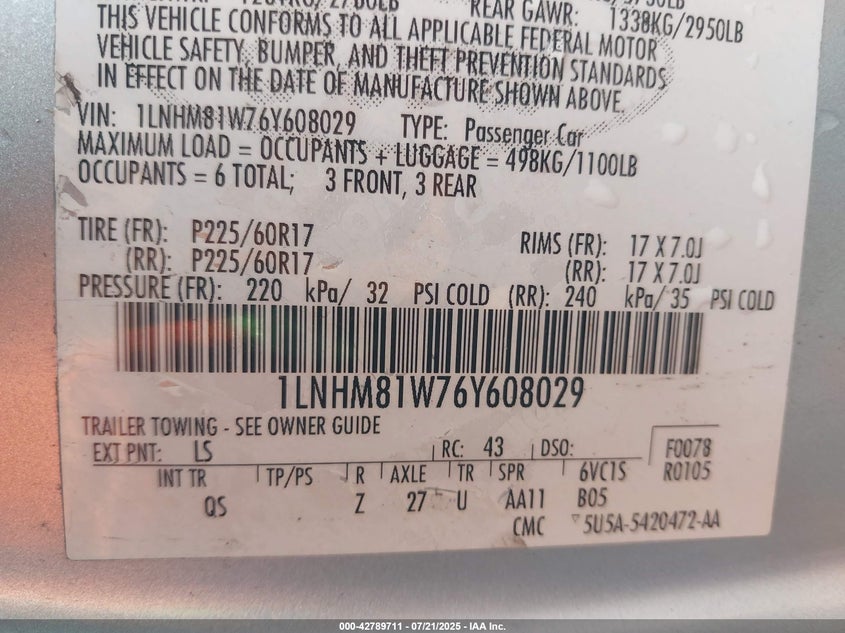 REAR GAWR: 1338KG/2950LB
THIS VEHICLE CONFORMS TO ALL APPLICABLE FEDERAL MOTOR
VEHICLE SAFETY, BUMPER, AND THEFT PREVENTION STANDARDS
IN EFFECT ON THE DATE OF MANUFACTURE SHOWN ABOVE.
VIN: 1LNHM81W76Y608029 TYPE: Passenger Car
MAXIMUM LOAD = OCCUPANTS + LUGGAGE = 498KG/1100LB
OCCUPANTS = 6 TOTAL; 3 FRONT, 3 REAR
TIRE (FR): P225/60R17 RIMS (FR): 17 X 7.0J
(RR): P225/60R17 (RR): 17 X 7.0J
PRESSURE (FR): 220 kPa/ 32 PSI COLD (RR): 240 kPa/ 35 PSI COLD
1LNHM81W76Y608029
TRAILER TOWING - SEE OWNER GUIDE
EXT PNT: LS RC: 43 DSO: F0078
INT TR TP/PS R AXLE TR SPR 6VC1S R0105
QS Z 27 U AA11 B05
CMC 5U5A-5420472-AA
000-42789711 - 07/21/2025 - IAA Inc.